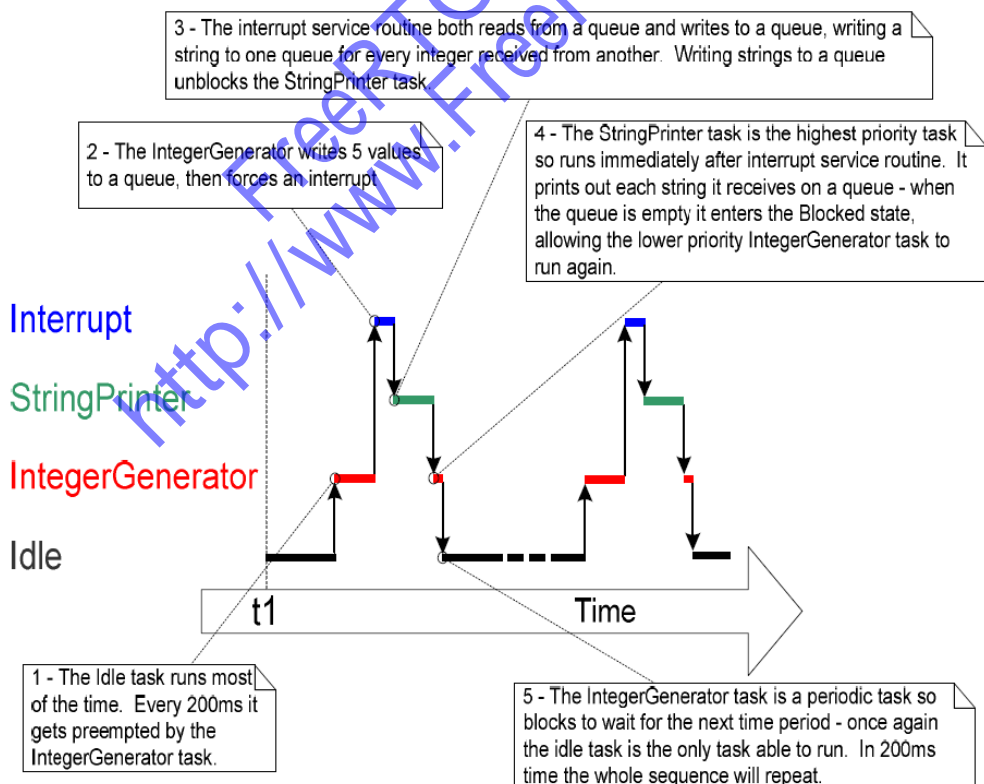 3 - The interrupt service routine both reads from a queue and writes to a queue, writing a
string to one queue for every integer received from another. Writing strings to a queue
unblocks the StringPrinter task.
2 - The IntegerGenerator writes 5 values
to a queue, then forces an interrupt
4 - The StringPrinter task is the highest priority task
so runs immediately after interrupt service routine. It
prints out each string it receives on a queue - when
the queue is empty it enters the Blocked state,
allowing the lower priority IntegerGenerator task to
run again.
Interrupt
StringPrinter
IntegerGenerator
Idle
t1
Time
1 - The Idle task runs most
of the time. Every 200ms it
gets preempted by the
IntegerGenerator task.
5 - The IntegerGenerator task is a periodic task so
blocks to wait for the next time period - once again
the idle task is the only task able to run. In 200ms
time the whole sequence will repeat.